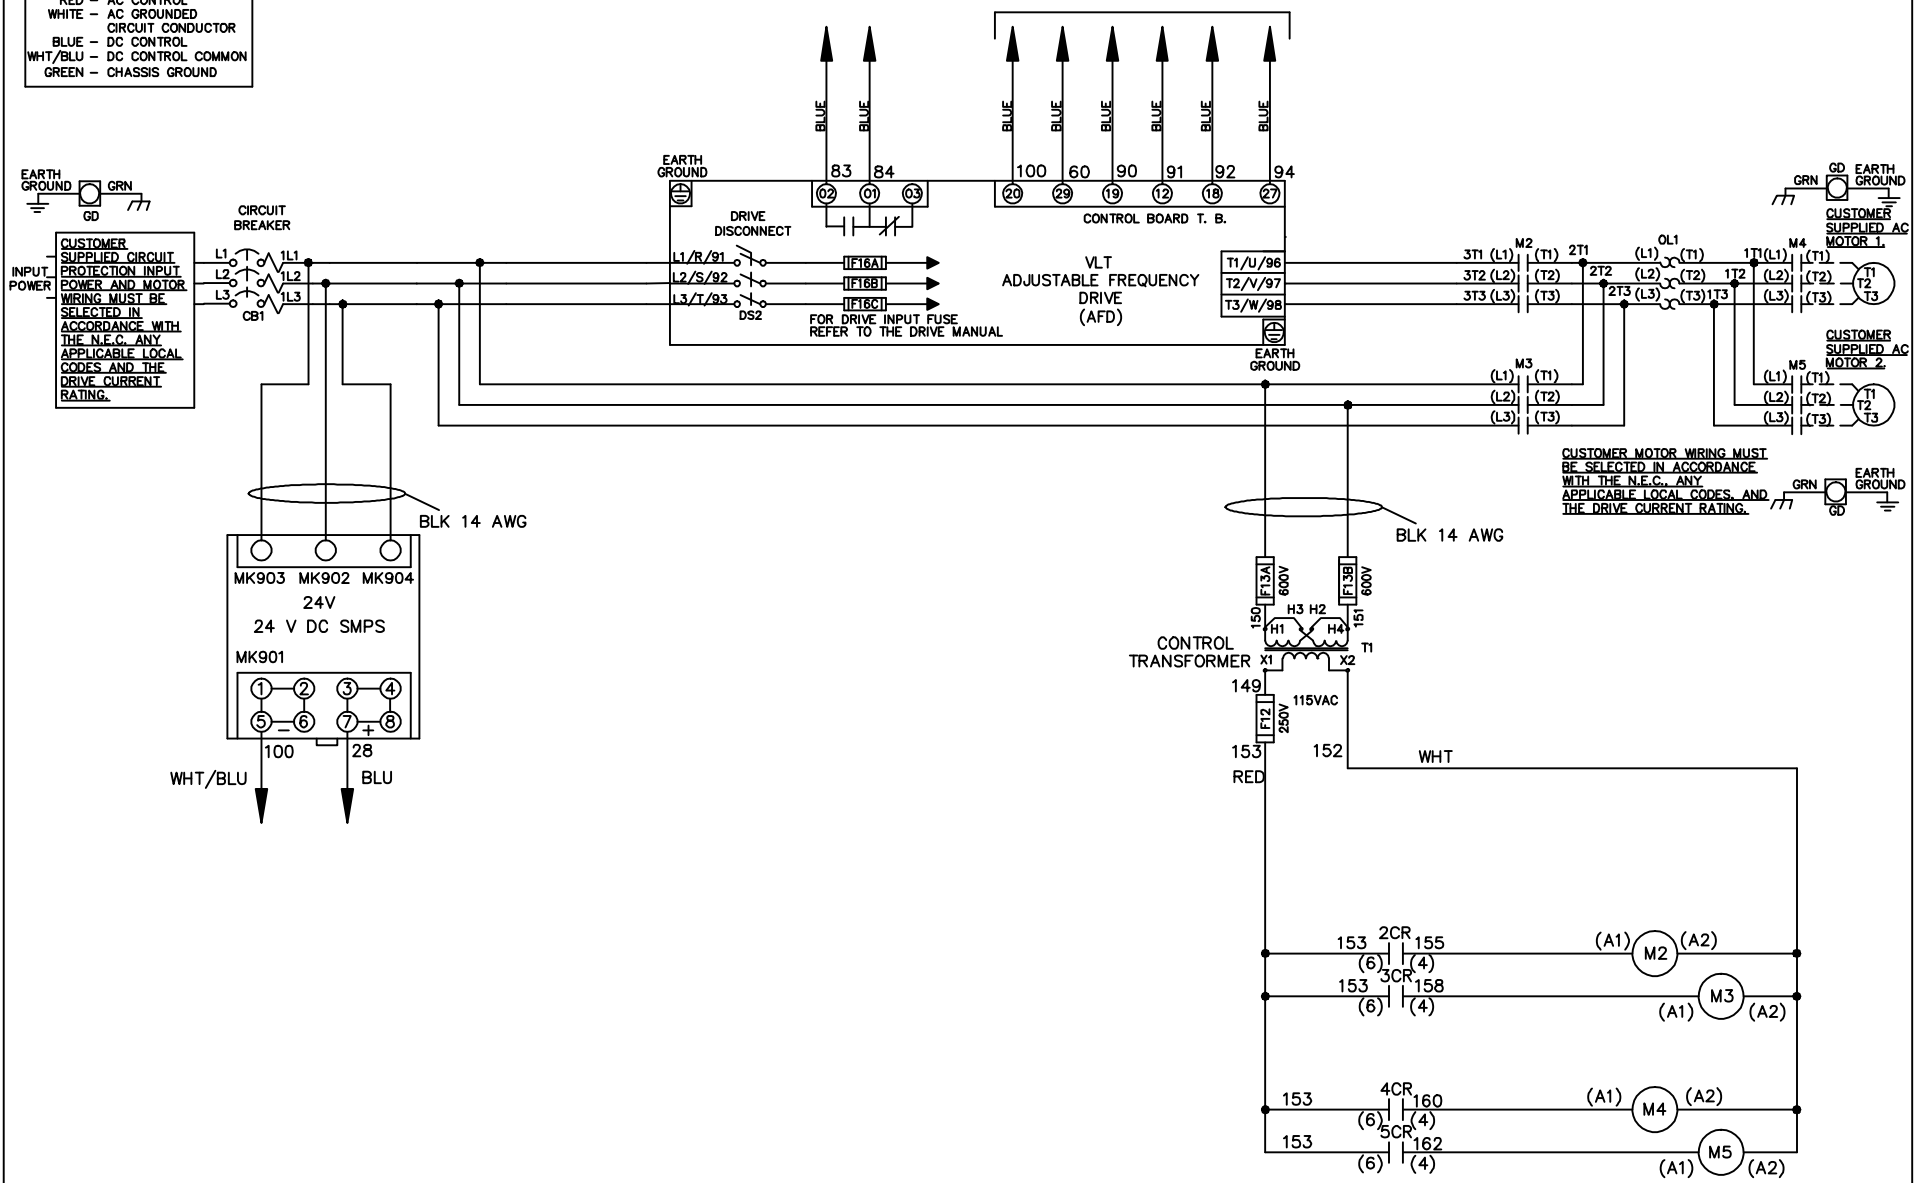 RED – AC CONTROL
WHITE – AC GROUNDED
CIRCUIT CONDUCTOR
BLUE – DC CONTROL
WHT/BLU – DC CONTROL COMMON
GREEN – CHASSIS GROUND
BLUE
BLUE
BLUE
BLUE
BLUE
BLUE
BLUE
BLUE
EARTH
GROUND
83
84
100
60
90
91
92
94
02
01
03
20
29
19
12
18
27
CONTROL BOARD T. B.
EARTH
GROUND
GRN
GD
CIRCUIT
BREAKER
DRIVE
DISCONNECT
GD
EARTH
GROUND
GRN
INPUT
POWER
CUSTOMER
SUPPLIED CIRCUIT
PROTECTION INPUT
POWER AND MOTOR
WIRING MUST BE
SELECTED IN
ACCORDANCE WITH
THE N.E.C. ANY
APPLICABLE LOCAL
CODES AND THE
DRIVE CURRENT
RATING.
L1
1L1
L2
1L2
L3
1L3
CB1
L1/R/91
L2/S/92
L3/T/93
DS2
F16A
F16B
F16C
FOR DRIVE INPUT FUSE
REFER TO THE DRIVE MANUAL
VLT
ADJUSTABLE FREQUENCY
DRIVE
(AFD)
T1/U/96
T2/V/97
T3/W/98
EARTH
GROUND
M2
3T1 (L1) (T1) 2T1
3T2 (L2) (T2) 2T2
3T3 (L3) (T3) 2T3
OL1
(L1) (T1) 1T1
(L2) (T2) 1T2
(L3) (T3) 1T3
M4
(L1) (T1)
(L2) (T2)
(L3) (T3)
T1
T2
T3
CUSTOMER
SUPPLIED AC
MOTOR 1.
M3
(L1) (T1)
(L2) (T2)
(L3) (T3)
M5
(L1) (T1)
(L2) (T2)
(L3) (T3)
T1
T2
T3
CUSTOMER
SUPPLIED AC
MOTOR 2.
CUSTOMER MOTOR WIRING MUST
BE SELECTED IN ACCORDANCE
WITH THE N.E.C., ANY
APPLICABLE LOCAL CODES, AND
THE DRIVE CURRENT RATING.
GRN
GD
EARTH
GROUND
BLK 14 AWG
MK903 MK902 MK904
24V
24 V DC SMPS
MK901
1
2
3
4
5
6
7
8
–
+
100
28
WHT/BLU
BLU
BLK 14 AWG
F13A
600V
F13B
600V
150
151
H3 H2
H1
H4
T1
CONTROL
TRANSFORMER
X1
X2
149
115VAC
F12
250V
153
152
RED
WHT
2CR
153
155
(6)
(4)
(A1)
M2
(A2)
3CR
153
158
(6)
(4)
(A1)
M3
(A2)
4CR
153
160
(6)
(4)
(A1)
M4
(A2)
5CR
153
162
(6)
(4)
(A1)
M5
(A2)